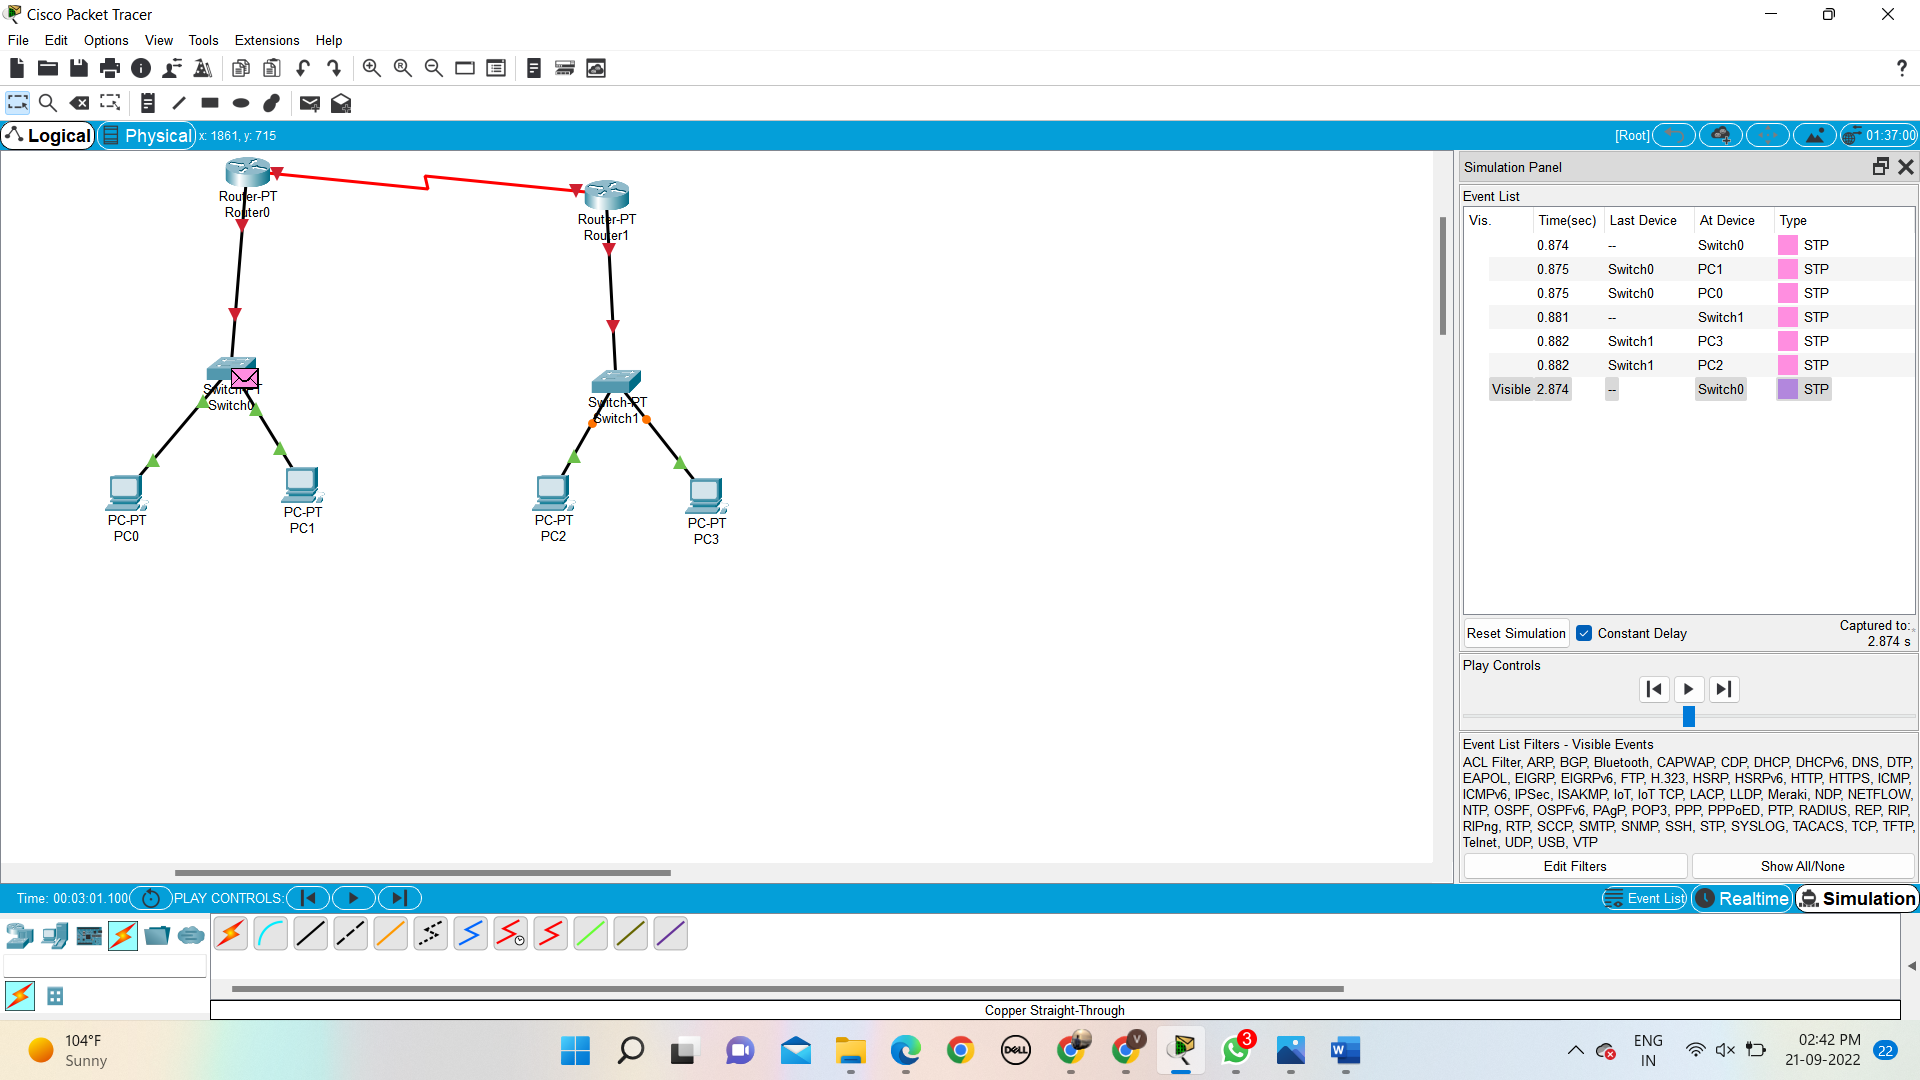 Cisco Packet Tracer
File Edit Options View Tools Extensions Help
?
Logical Physical x: 1861, y: 715
[Root] 01:37:00
Router-PT
Router0
Router-PT
Router1
Switch-PT
Switch0
Switch-PT
Switch1
PC-PT
PC0
PC-PT
PC1
PC-PT
PC2
PC-PT
PC3
Simulation Panel
Event List
Vis. Time(sec) Last Device At Device Type
0.874 -- Switch0 STP
0.875 Switch0 PC1 STP
0.875 Switch0 PC0 STP
0.881 -- Switch1 STP
0.882 Switch1 PC3 STP
0.882 Switch1 PC2 STP
Visible 2.874 -- Switch0 STP
Reset Simulation Constant Delay Captured to:
2.874 s
Play Controls
Event List Filters - Visible Events
ACL Filter, ARP, BGP, Bluetooth, CAPWAP, CDP, DHCP, DHCPv6, DNS, DTP,
EAPOL, EIGRP, EIGRPv6, FTP, H.323, HSRP, HSRPv6, HTTP, HTTPS, ICMP,
ICMPv6, IPSec, ISAKMP, IoT, IoT TCP, LACP, LLDP, Meraki, NDP, NETFLOW,
NTP, OSPF, OSPFv6, PAgP, POP3, PPP, PPPoED, PTP, RADIUS, REP, RIP,
RIPng, RTP, SCCP, SMTP, SNMP, SSH, STP, SYSLOG, TACACS, TCP, TFTP,
Telnet, UDP, USB, VTP
Edit Filters Show All/None
Time: 00:03:01.100 PLAY CONTROLS: Event List Realtime Simulation
Copper Straight-Through
104°F
Sunny
DELL
V
3
ENG
IN
02:42 PM
21-09-2022
22